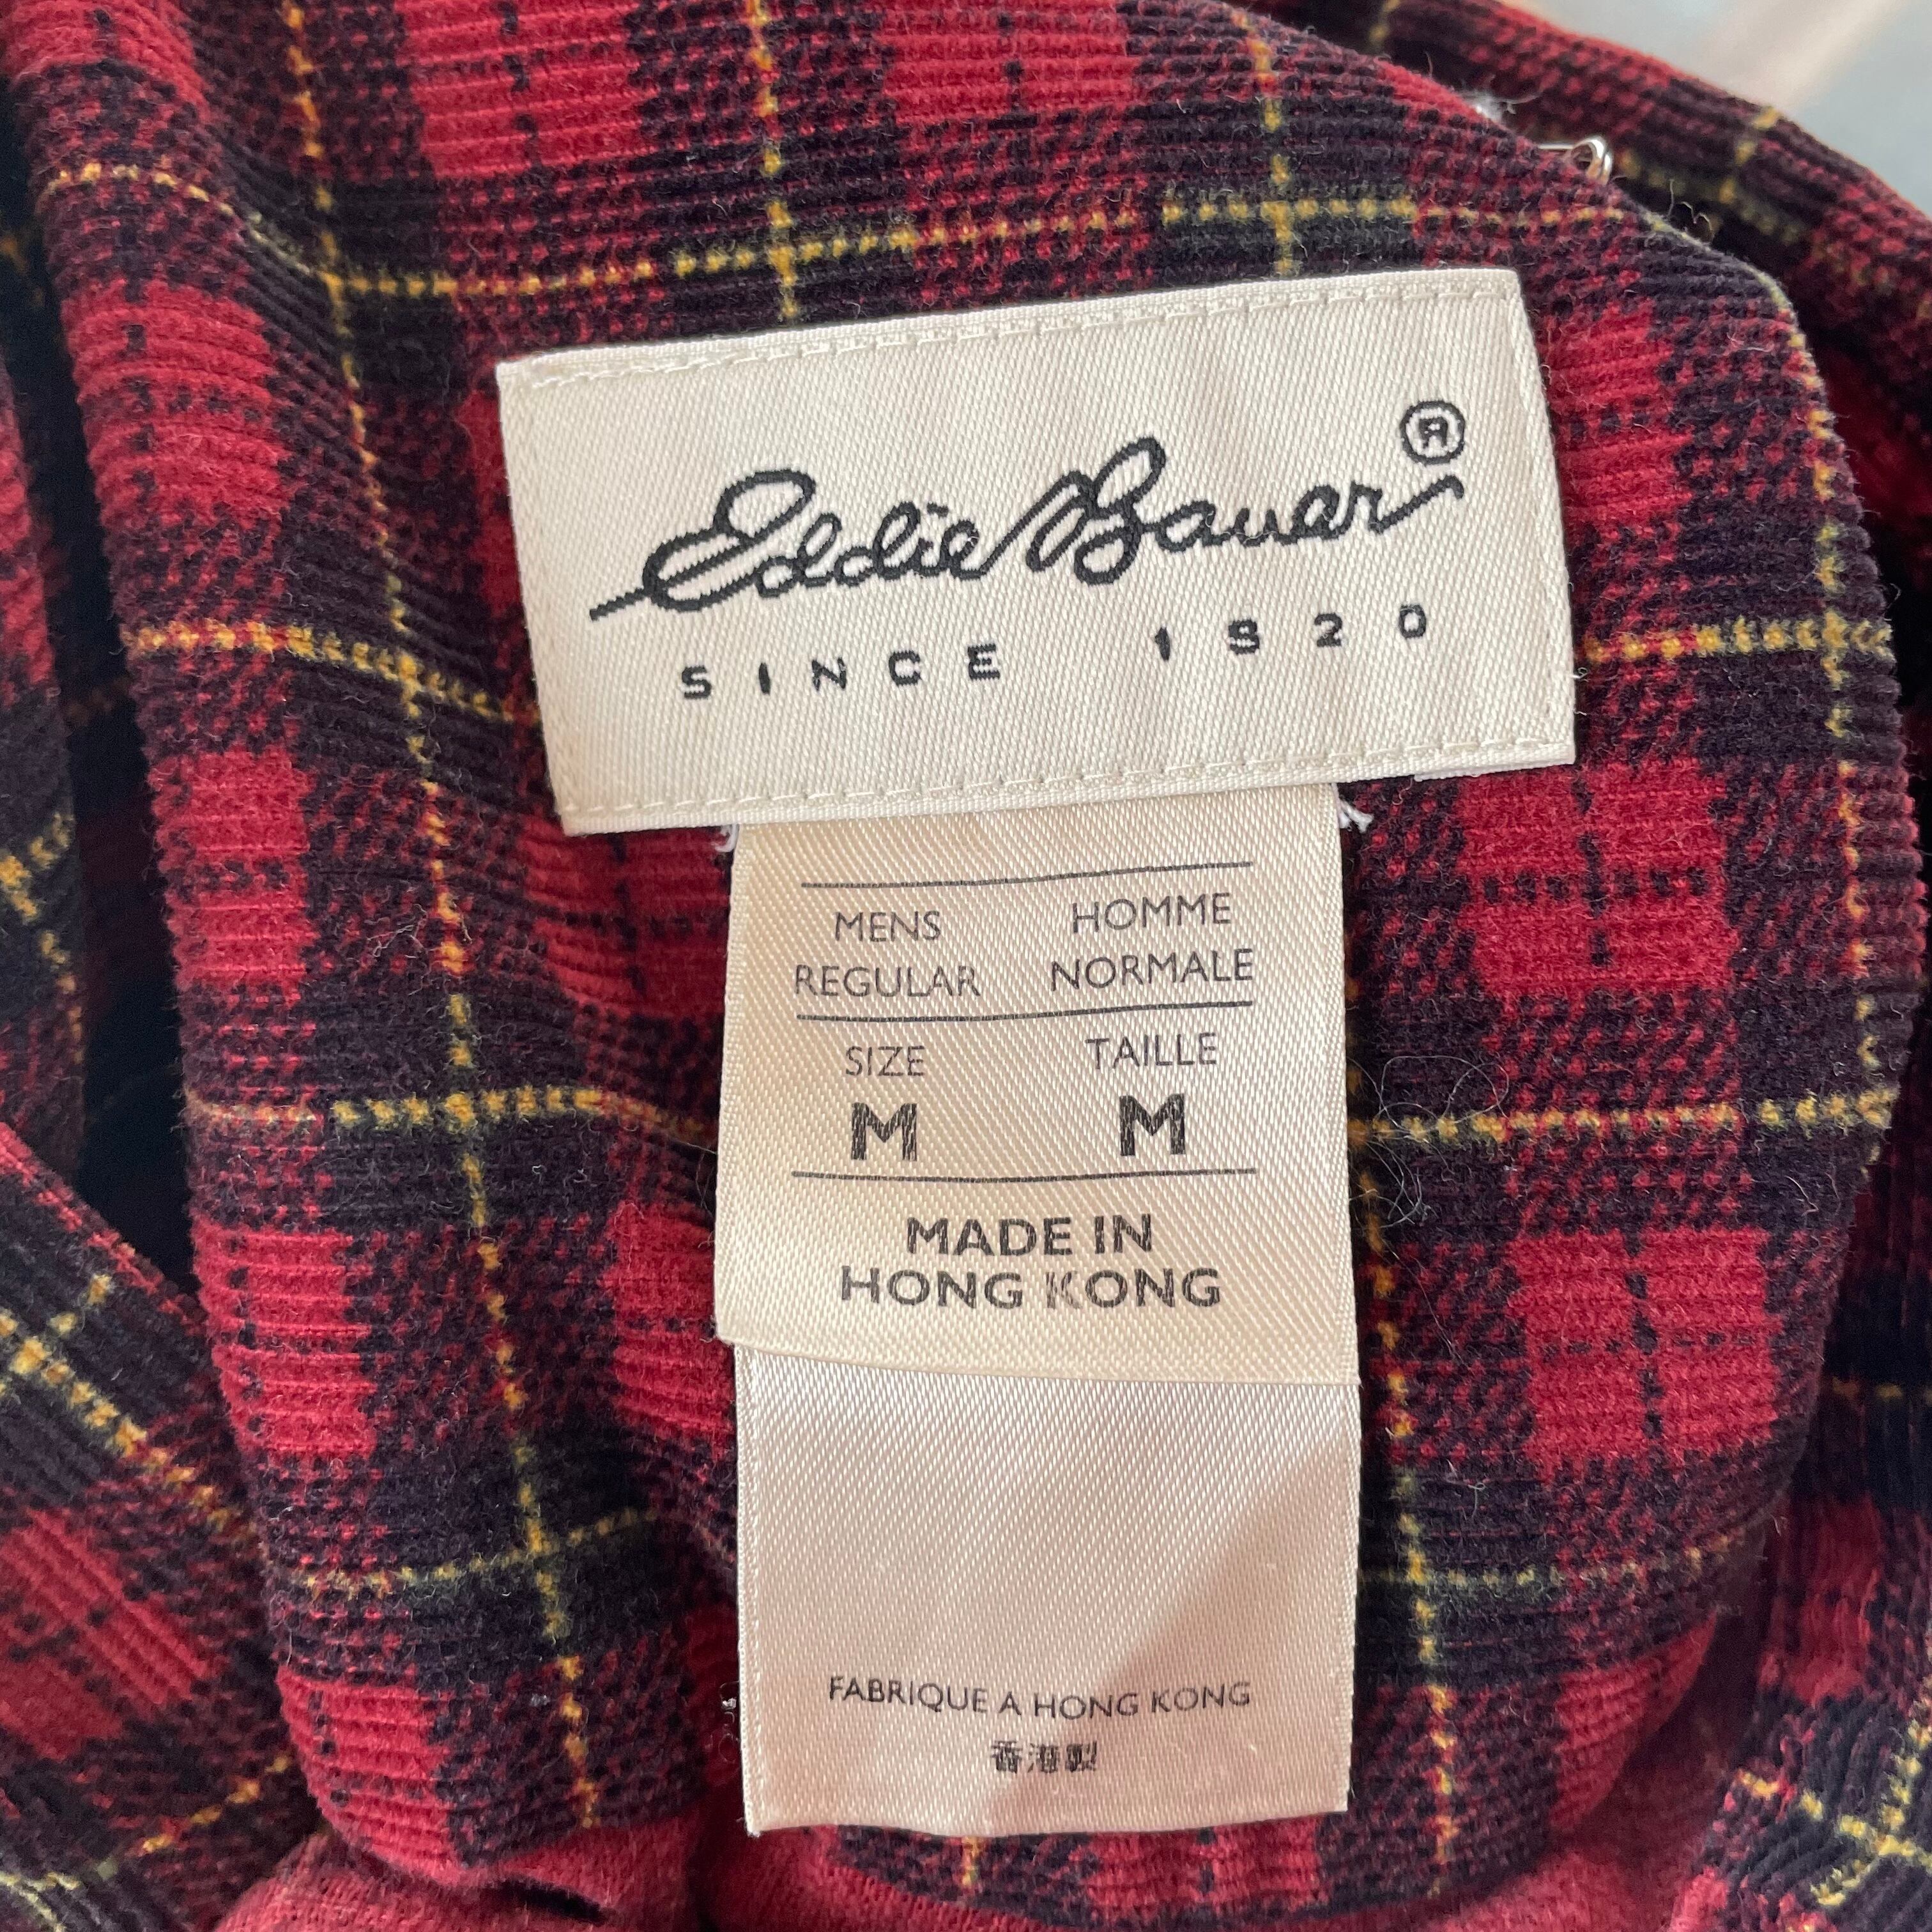 Eddie Bauer ®
SINCE 1920
MENS HOMME
REGULAR NORMALE
SIZE TAILLE
M M
MADE IN
HONG KONG
FABRIQUE A HONG KONG
香港製